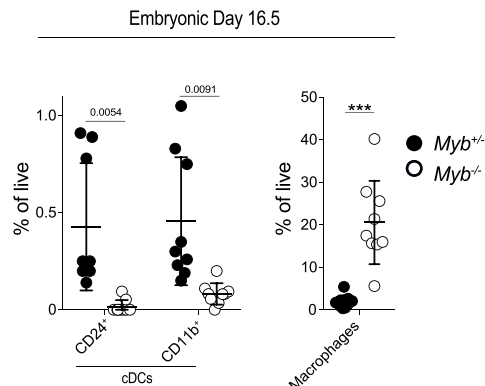 Embryonic Day 16.5
% of live
1.0
0.5
0
0.0054
0.0091
CD24+
CD11b+
cDCs
% of live
50
40
30
20
10
0
***
Macrophages
Myb+/-
Myb-/-